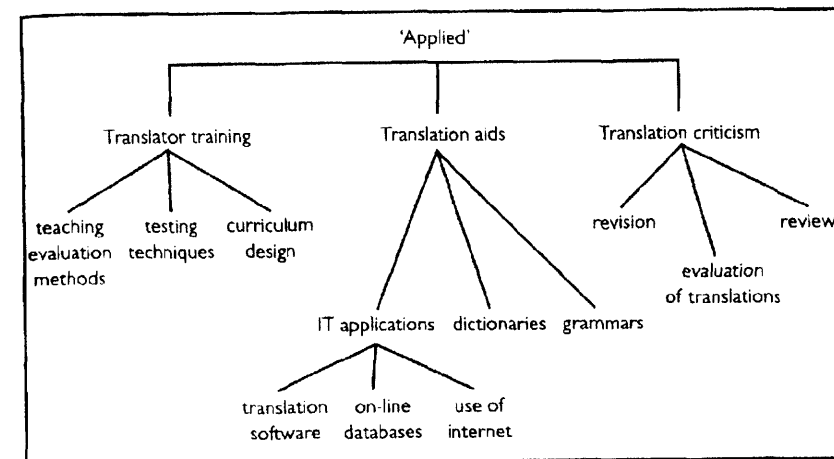 'Applied'
Translator training
Translation aids
Translation criticism
teaching
evaluation
methods
testing
techniques
curriculum
design
revision
evaluation
of translations
review
IT applications
dictionaries
grammars
translation
software
on-line
databases
use of
internet